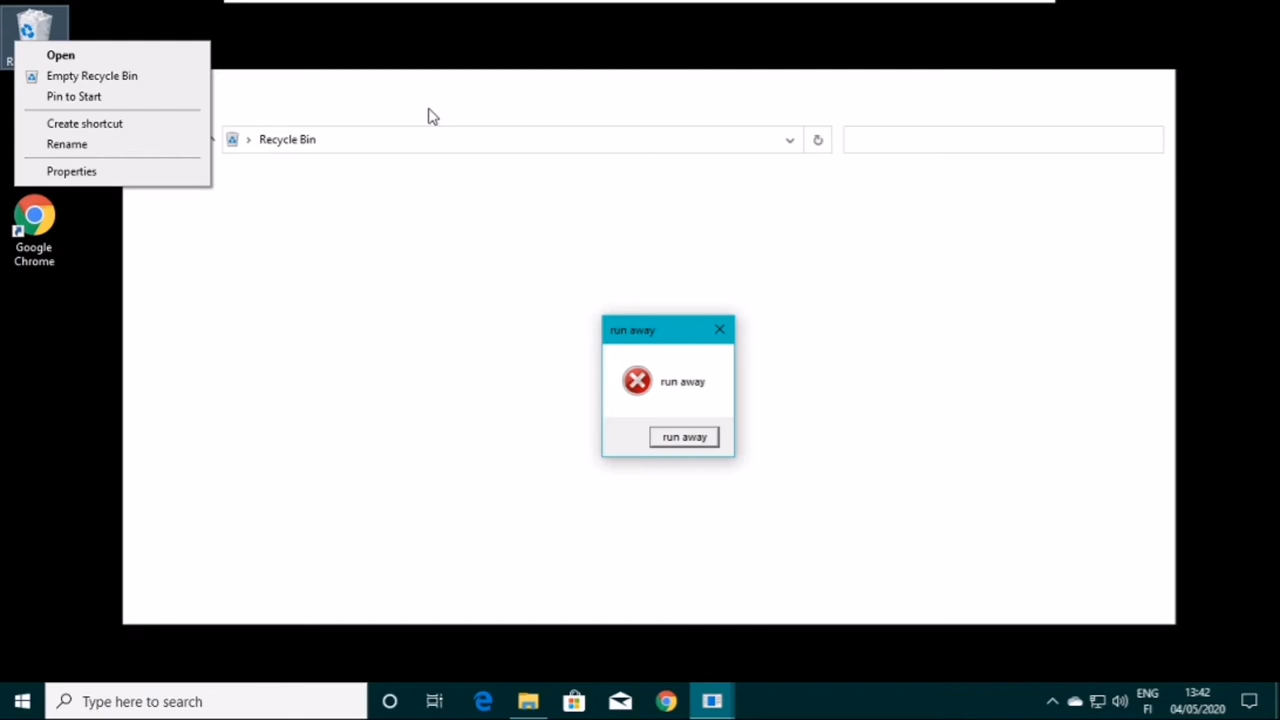 R
Open
Empty Recycle Bin
Pin to Start
Create shortcut
Rename
Properties
Recycle Bin
Google
Chrome
run away
run away
run away
Type here to search
ENG
FI
13:42
04/05/2020